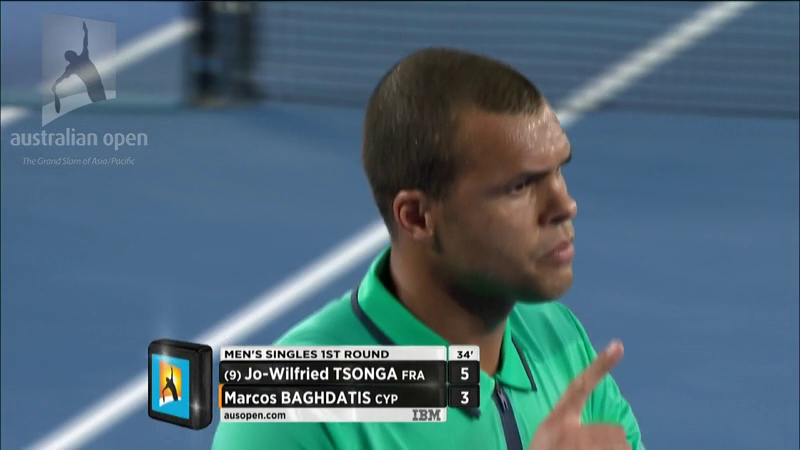 australian open
The Grand Slam of Asia/Pacific
MEN'S SINGLES 1ST ROUND 34'
(9) Jo-Wilfried TSONGA FRA 5
Marcos BAGHDATIS CYP 3
ausopen.com IBM